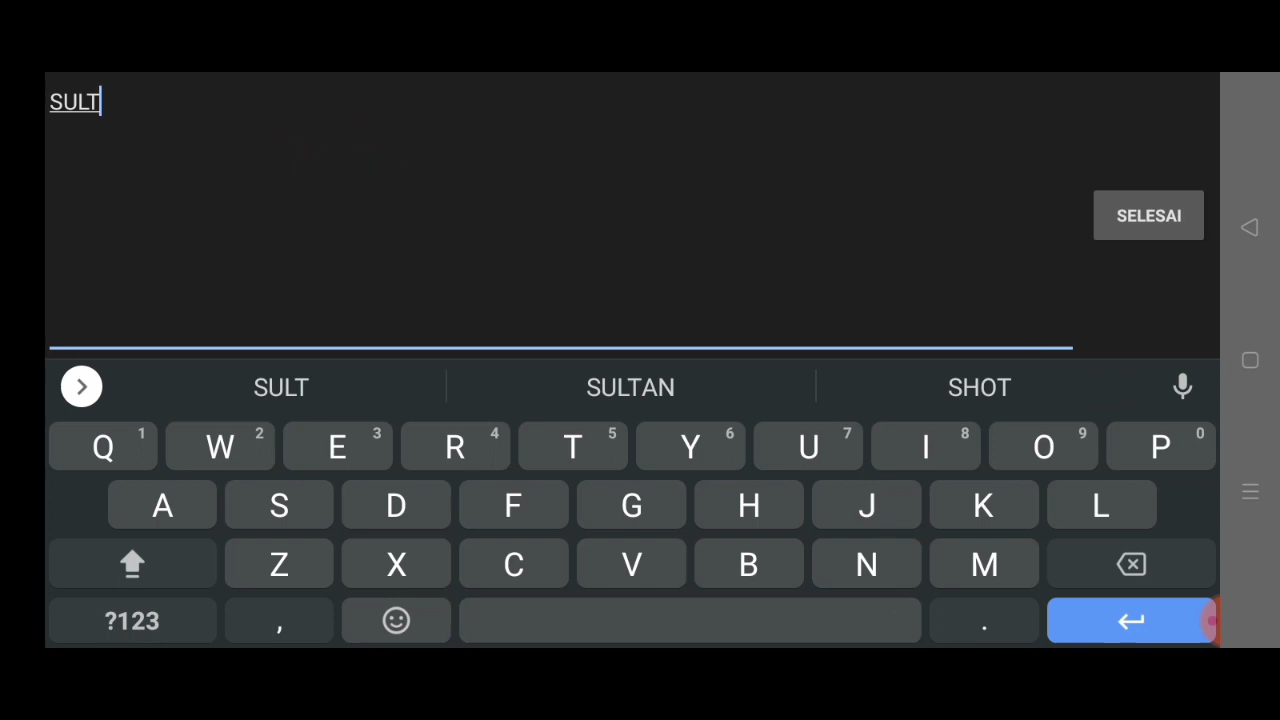 SULT
SELESAI
SULT SULTAN SHOT
Q 1 W 2 E 3 R 4 T 5 Y 6 U 7 I 8 O 9 P 0
A S D F G H J K L
Z X C V B N M
?123 , .